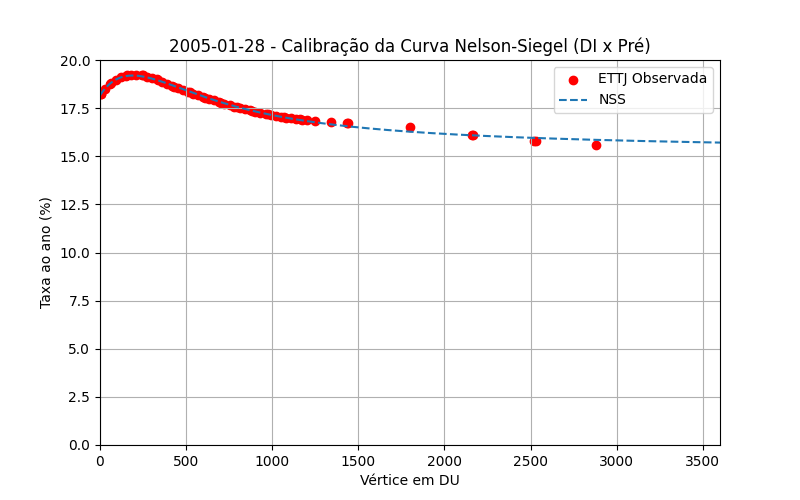 2005-01-28 - Calibração da Curva Nelson-Siegel (DI x Pré)
20.0
17.5
15.0
12.5
10.0
7.5
5.0
2.5
0.0
Taxa ao ano (%)
ETTJ Observada
NSS
0 500 1000 1500 2000 2500 3000 3500
Vértice em DU